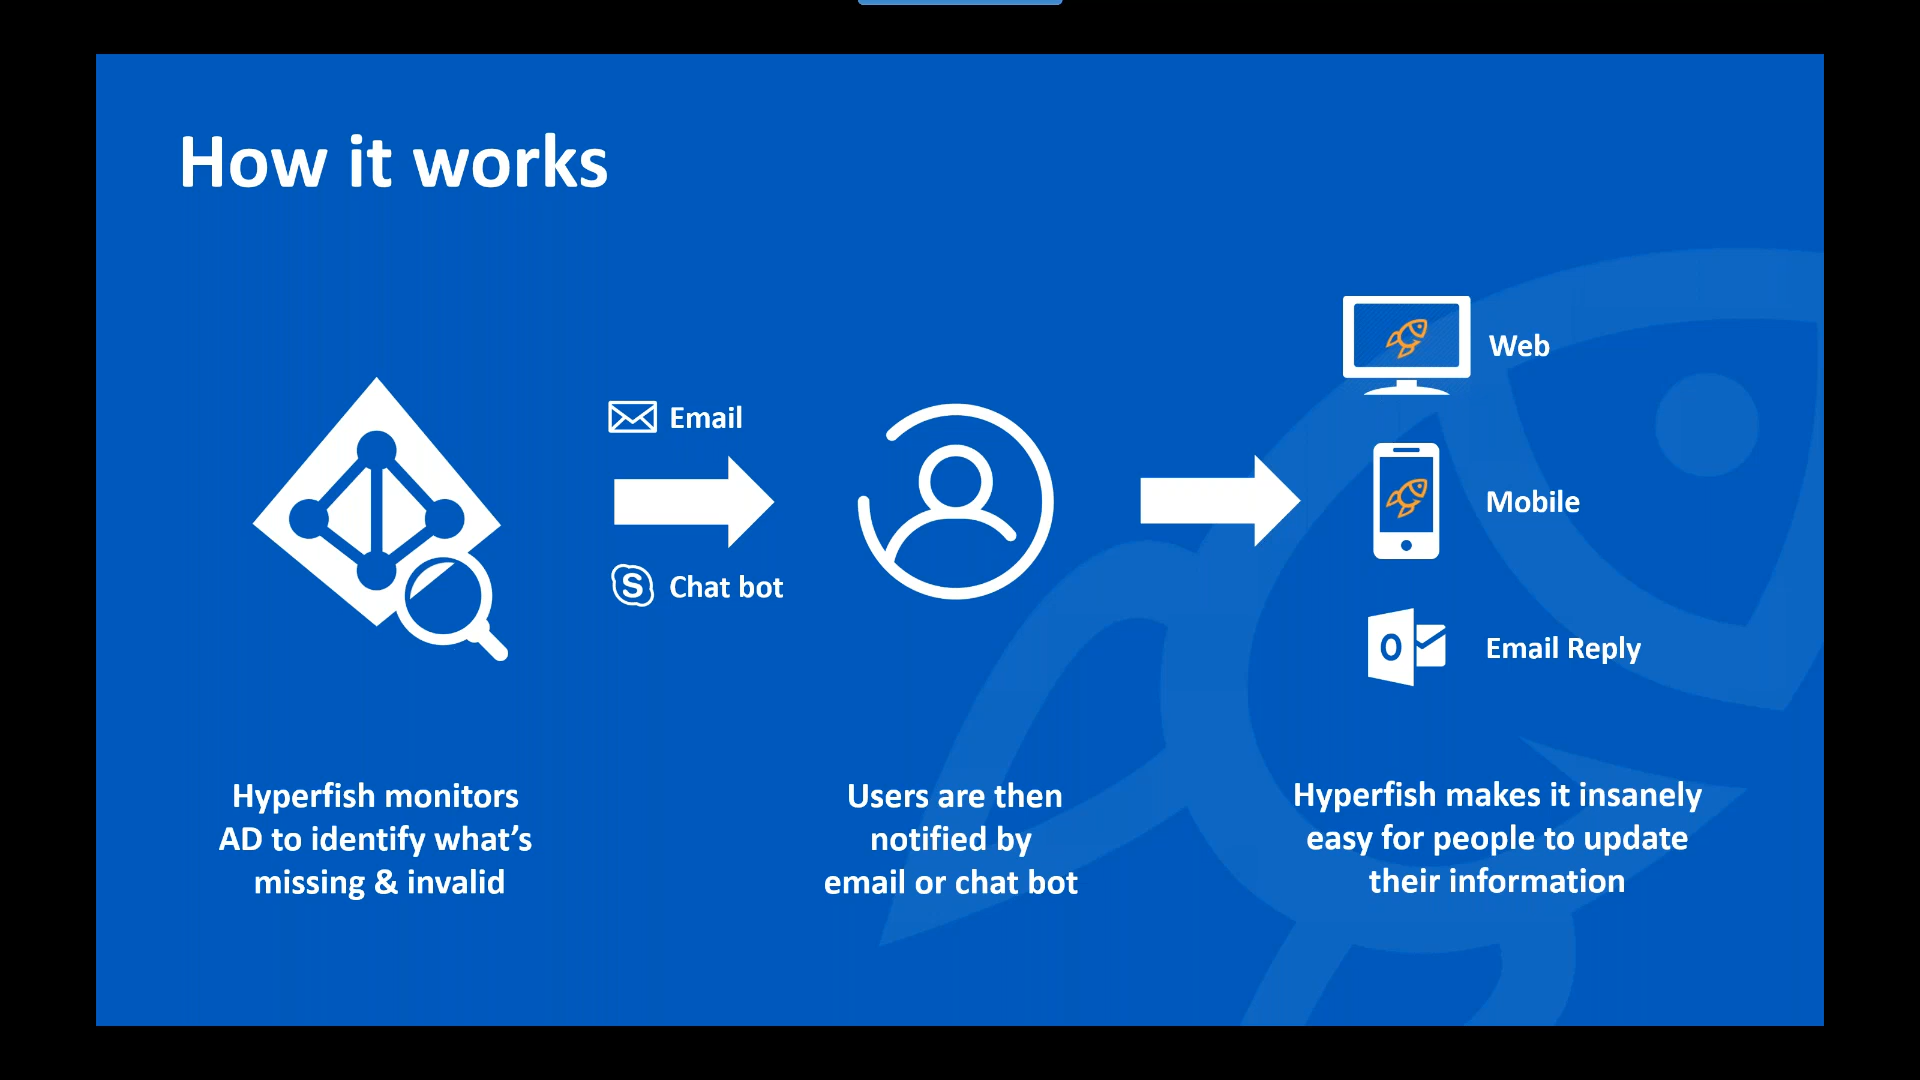 How it works
Email
S
Chat bot
Web
Mobile
O
Email Reply
Hyperfish monitors
AD to identify what’s
missing & invalid
Users are then
notified by
email or chat bot
Hyperfish makes it insanely
easy for people to update
their information